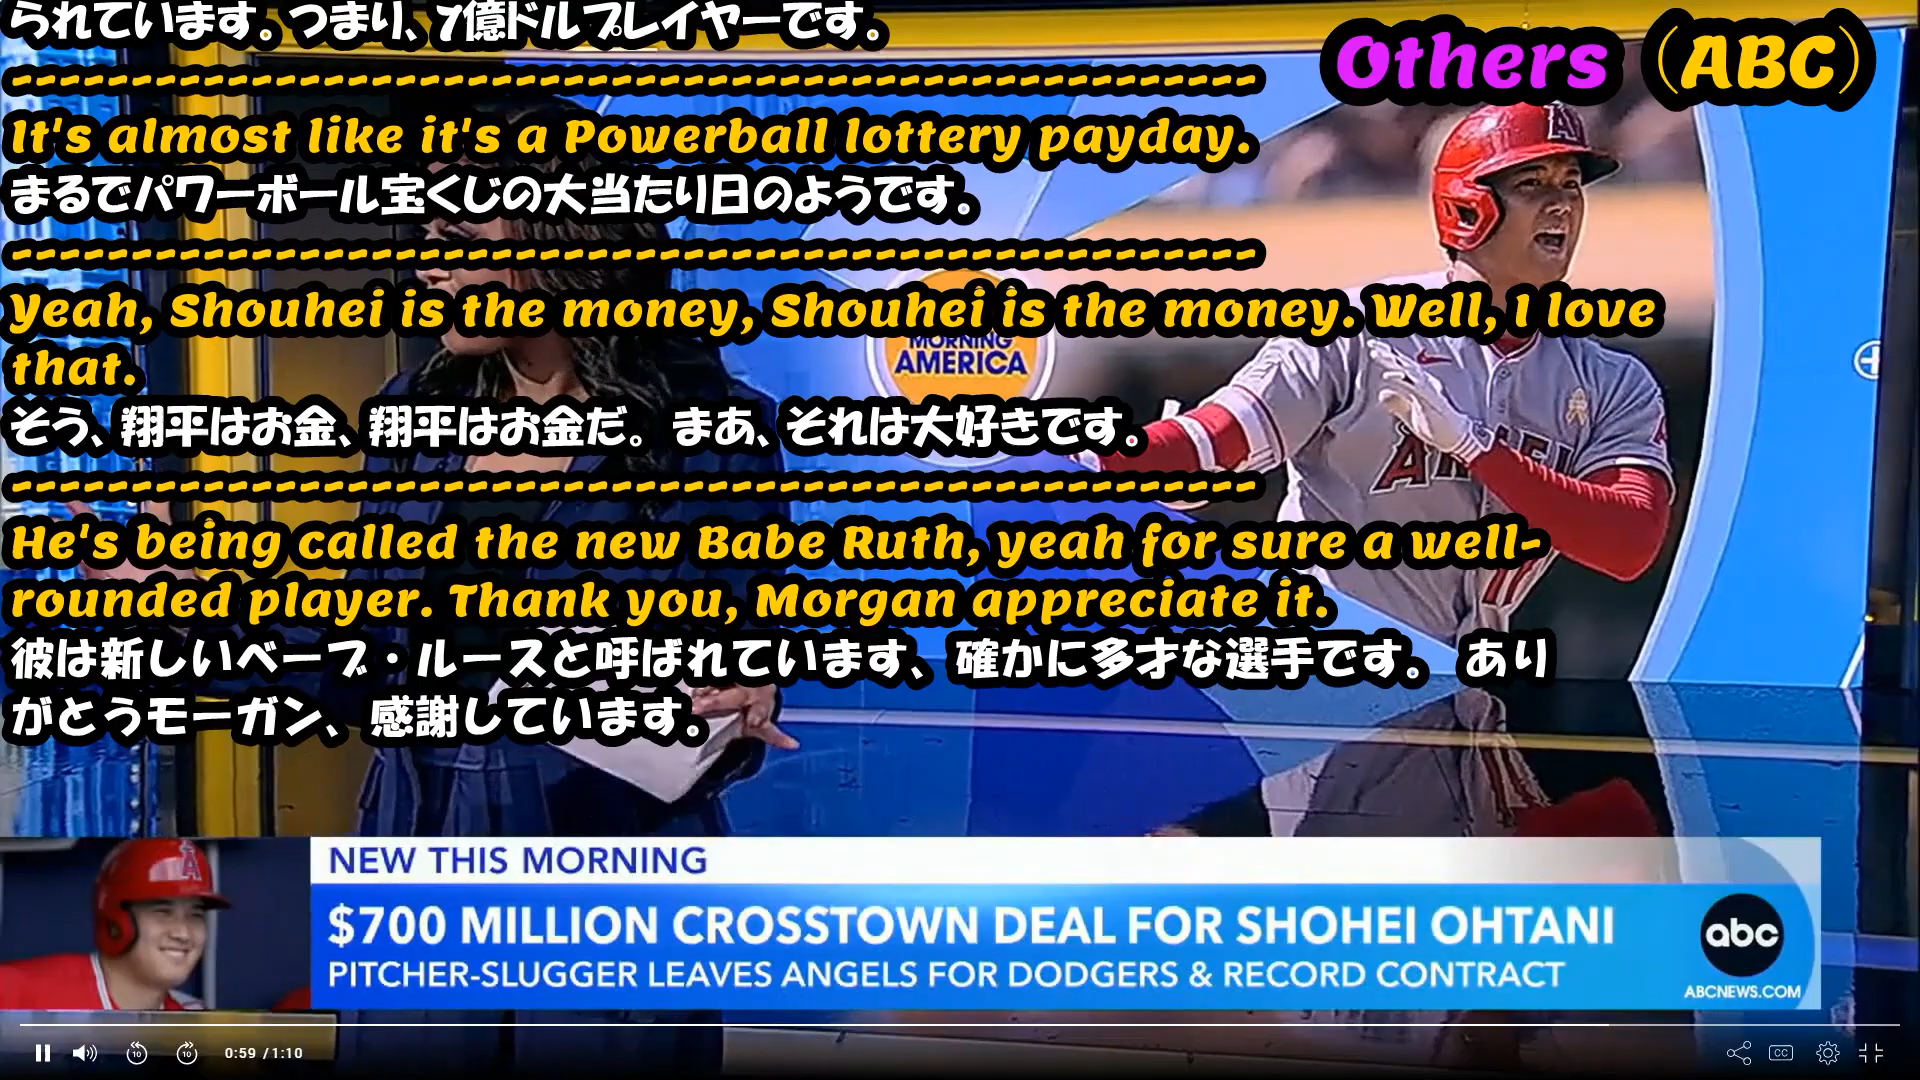 られています。つまり、7億ドルプレイヤーです。
Others（ABC）
------------------------------------------------------
It's almost like it's a Powerball lottery payday.
まるでパワーボール宝くじの大当たり日のようです。
------------------------------------------------------
Yeah, Shouhei is the money, Shouhei is the money. Well, I love
that.
そう、翔平はお金、翔平はお金だ。 まあ、それは大好きです。
------------------------------------------------------
He's being called the new Babe Ruth, yeah for sure a well-
rounded player. Thank you, Morgan appreciate it.
彼は新しいベーブ・ルースと呼ばれています、確かに多才な選手です。 あり
がとうモーガン、感謝しています。
MORNING
AMERICA
NEW THIS MORNING
$700 MILLION CROSSTOWN DEAL FOR SHOHEI OHTANI
PITCHER-SLUGGER LEAVES ANGELS FOR DODGERS & RECORD CONTRACT
abc
ABCNEWS.COM
10
10
0:59 / 1:10
CC